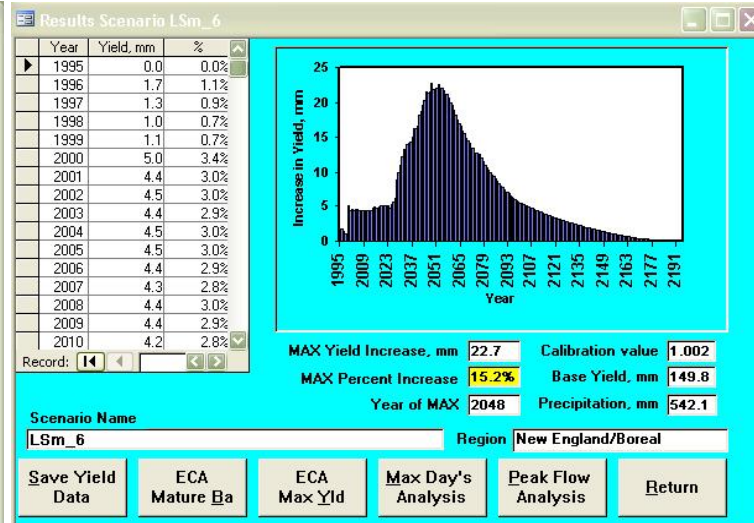 Results Scenario LSm_6
Year Yield, mm %
1995 0.0 0.0%
1996 1.7 1.1%
1997 1.3 0.9%
1998 1.0 0.7%
1999 1.1 0.7%
2000 5.0 3.4%
2001 4.4 3.0%
2002 4.5 3.0%
2003 4.4 2.9%
2004 4.5 3.0%
2005 4.5 3.0%
2006 4.4 2.9%
2007 4.3 2.8%
2008 4.4 3.0%
2009 4.4 2.9%
2010 4.2 2.8%
Record:
Increase in Yield, mm
25
20
15
10
5
0
1995 2009 2023 2037 2051 2065 2079 2093 2107 2121 2135 2149 2163 2177 2191
Year
MAX Yield Increase, mm 22.7 Calibration value 1.002
MAX Percent Increase 15.2% Base Yield, mm 149.8
Year of MAX 2048 Precipitation, mm 542.1
Scenario Name
LSm_6 Region New England/Boreal
Save Yield Data
ECA Mature Ba
ECA Max Yld
Max Day's Analysis
Peak Flow Analysis
Return